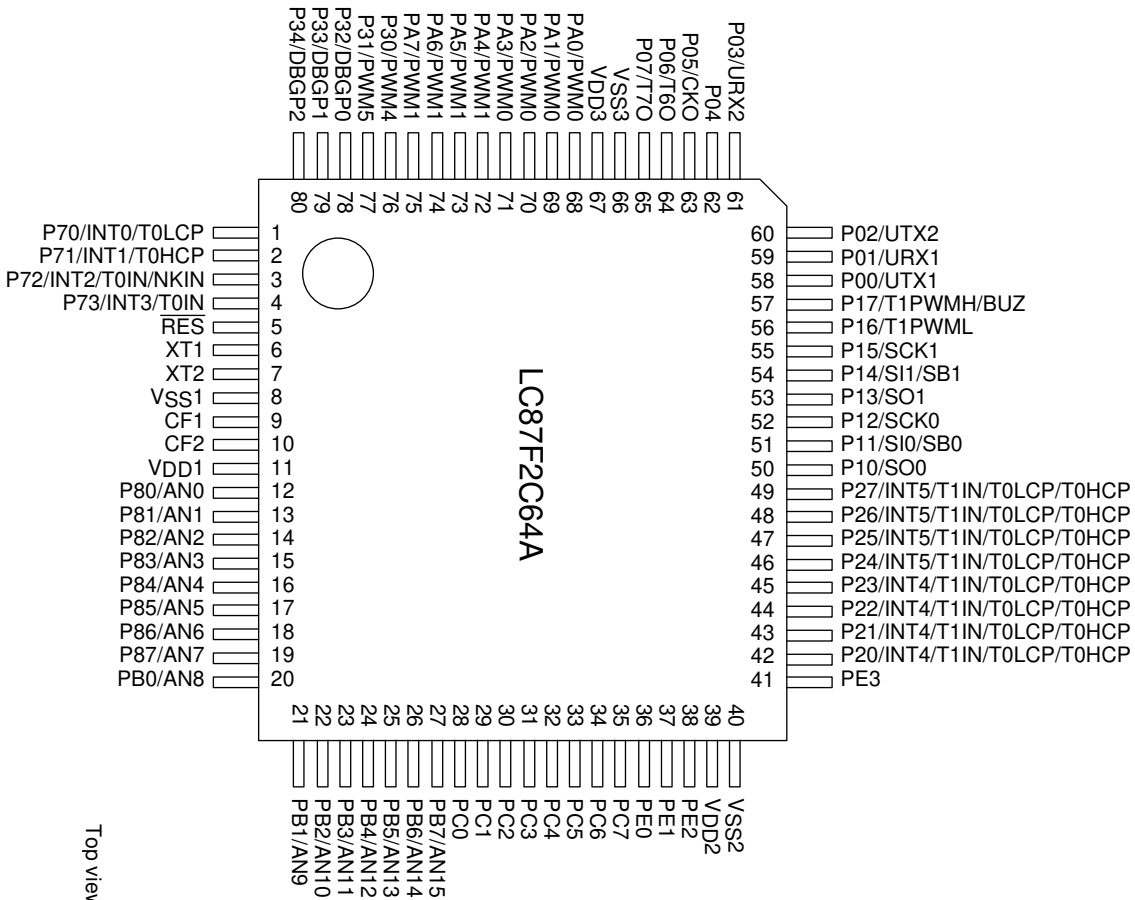 P34/DBGP2
P33/DBGP1
P32/DBGP0
P31/PWM5
P30/PWM4
PA7/PWM1
PA6/PWM1
PA5/PWM1
PA4/PWM1
PA3/PWM0
PA2/PWM0
PA1/PWM0
PA0/PWM0
VDD3
VSS3
P07/T7O
P06/T6O
P05/CKO
P04
P03/URX2
80 79 78 77 76 75 74 73 72 71 70 69 68 67 66 65 64 63 62 61
P70/INT0/T0LCP 1
P71/INT1/T0HCP 2
P72/INT2/T0IN/NKIN 3
P73/INT3/T0IN 4
RES 5
XT1 6
XT2 7
VSS1 8
CF1 9
CF2 10
VDD1 11
P80/AN0 12
P81/AN1 13
P82/AN2 14
P83/AN3 15
P84/AN4 16
P85/AN5 17
P86/AN6 18
P87/AN7 19
PB0/AN8 20
LC87F2C64A
60 P02/UTX2
59 P01/URX1
58 P00/UTX1
57 P17/T1PWMH/BUZ
56 P16/T1PWML
55 P15/SCK1
54 P14/SI1/SB1
53 P13/SO1
52 P12/SCK0
51 P11/SI0/SB0
50 P10/SO0
49 P27/INT5/T1IN/T0LCP/T0HCP
48 P26/INT5/T1IN/T0LCP/T0HCP
47 P25/INT5/T1IN/T0LCP/T0HCP
46 P24/INT5/T1IN/T0LCP/T0HCP
45 P23/INT4/T1IN/T0LCP/T0HCP
44 P22/INT4/T1IN/T0LCP/T0HCP
43 P21/INT4/T1IN/T0LCP/T0HCP
42 P20/INT4/T1IN/T0LCP/T0HCP
41 PE3
21 22 23 24 25 26 27 28 29 30 31 32 33 34 35 36 37 38 39 40
PB1/AN9
PB2/AN10
PB3/AN11
PB4/AN12
PB5/AN13
PB6/AN14
PB7/AN15
PC0
PC1
PC2
PC3
PC4
PC5
PC6
PC7
PE0
PE1
PE2
VDD2
VSS2
Top view